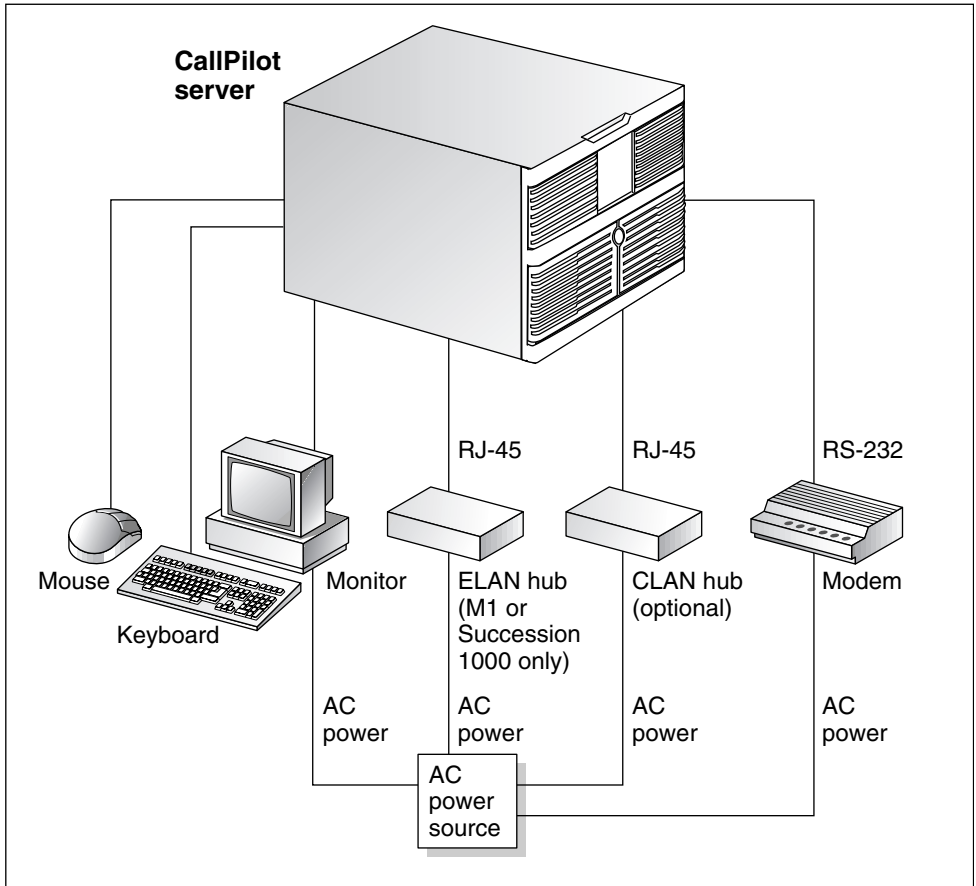 CallPilot
server
RJ-45
RJ-45
RS-232
Mouse
Keyboard
Monitor
ELAN hub
(M1 or
Succession
1000 only)
CLAN hub
(optional)
Modem
AC
power
AC
power
AC
power
AC
power
AC
power
source